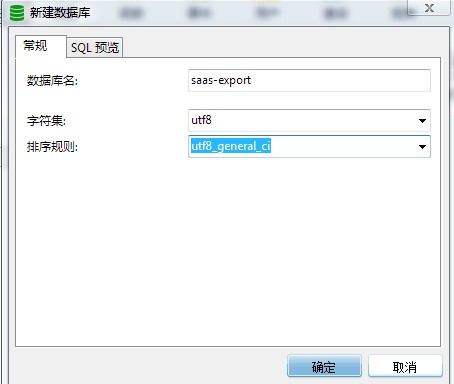 新建数据库
常规
SQL 预览
数据库名:
saas-export
字符集:
utf8
排序规则:
utf8_general_ci
确定
取消